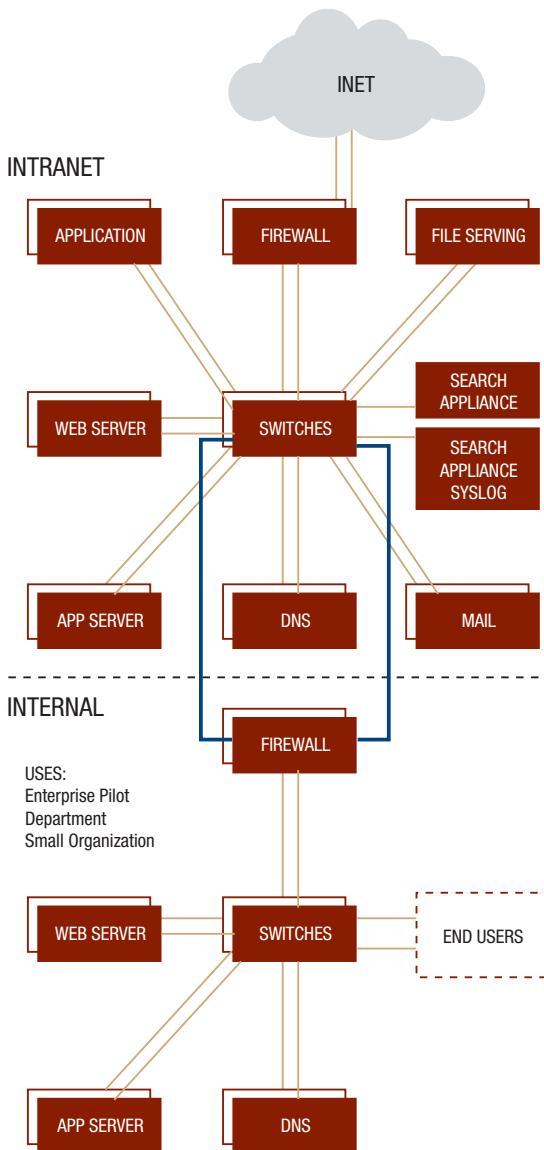 INET
INTRANET
APPLICATION
FIREWALL
FILE SERVING
WEB SERVER
SWITCHES
SEARCH
APPLIANCE
SEARCH
APPLIANCE
SYSLOG
APP SERVER
DNS
MAIL
INTERNAL
FIREWALL
USES:
Enterprise Pilot
Department
Small Organization
WEB SERVER
SWITCHES
END USERS
APP SERVER
DNS